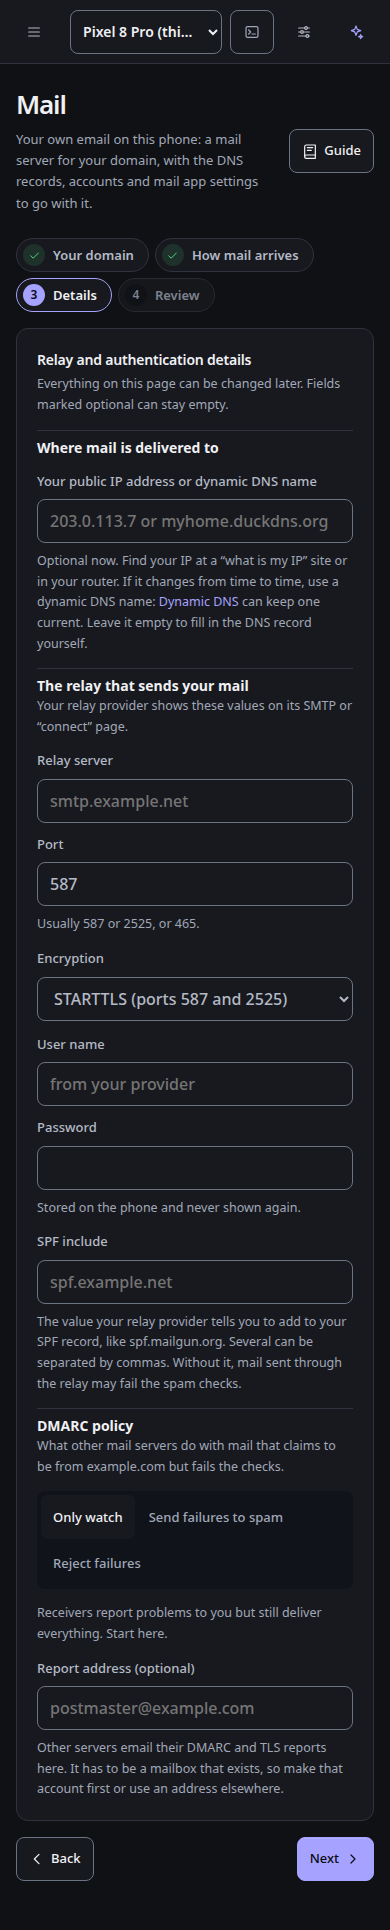 Pixel 8 Pro (thi...
Mail
Your own email on this phone: a mail
server for your domain, with the DNS
records, accounts and mail app settings
to go with it.
Guide
Your domain
How mail arrives
3 Details
4 Review
Relay and authentication details
Everything on this page can be changed later. Fields
marked optional can stay empty.
Where mail is delivered to
Your public IP address or dynamic DNS name
203.0.113.7 or myhome.duckdns.org
Optional now. Find your IP at a “what is my IP” site or
in your router. If it changes from time to time, use a
dynamic DNS name: Dynamic DNS can keep one
current. Leave it empty to fill in the DNS record
yourself.
The relay that sends your mail
Your relay provider shows these values on its SMTP or
“connect” page.
Relay server
smtp.example.net
Port
587
Usually 587 or 2525, or 465.
Encryption
STARTTLS (ports 587 and 2525)
User name
from your provider
Password
Stored on the phone and never shown again.
SPF include
spf.example.net
The value your relay provider tells you to add to your
SPF record, like spf.mailgun.org. Several can be
separated by commas. Without it, mail sent through
the relay may fail the spam checks.
DMARC policy
What other mail servers do with mail that claims to
be from example.com but fails the checks.
Only watch
Send failures to spam
Reject failures
Receivers report problems to you but still deliver
everything. Start here.
Report address (optional)
postmaster@example.com
Other servers email their DMARC and TLS reports
here. It has to be a mailbox that exists, so make that
account first or use an address elsewhere.
Back
Next